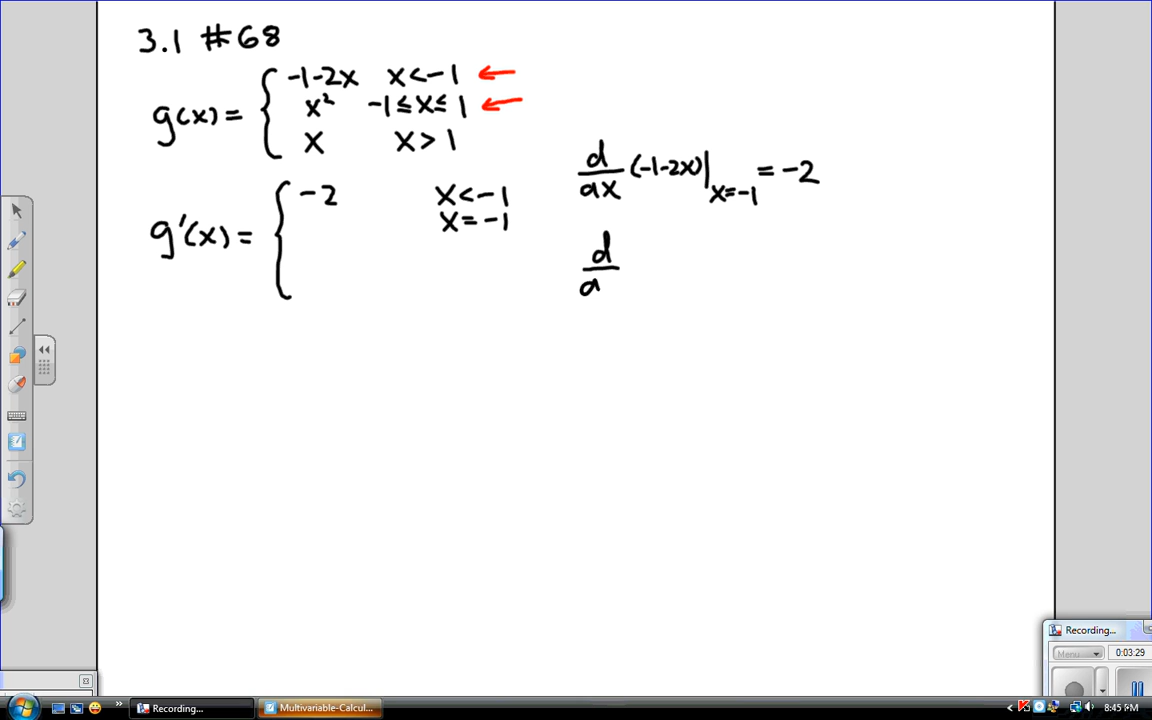 3.1 #68
g(x) = { -1-2x x < -1 ←
x² -1 ≤ x ≤ 1 ←
x x > 1
d/dx (-1-2x)|x=-1 = -2
g'(x) = { -2 x < -1
x = -1
d/d
Recording...
Menu
0:03:29
Recording...
Multivariable-Calcul...
8:45 PM